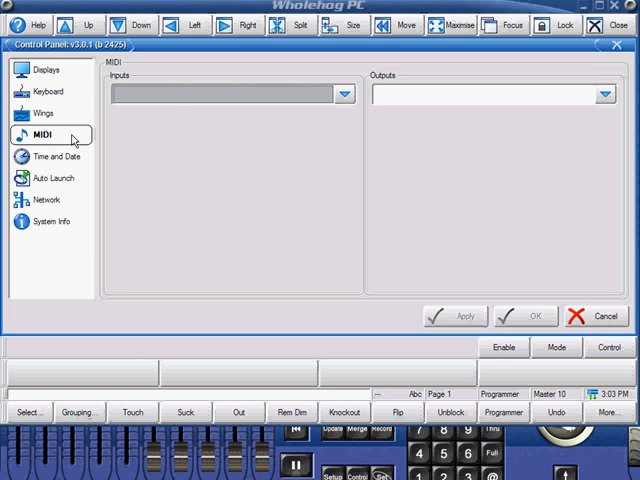 Wholehog PC
Help Up Down Left Right Split Size Move Maximise Focus Lock Close
Control Panel: v3.0.1 (b 2425)
Displays
Keyboard
Wings
MIDI
Time and Date
Auto Launch
Network
System Info
MIDI
Inputs
Outputs
Apply OK Cancel
Enable Mode Control
--- Abc Page 1 Programmer Master 10 3:03 PM
Select... Grouping... Touch Suck Out Rem Dim Knockout Flip Unblock Programmer Undo More...
Update Merge Record
7 8 9 Thru
4 5 6 Full
Setup Control Set
1 2 3 @